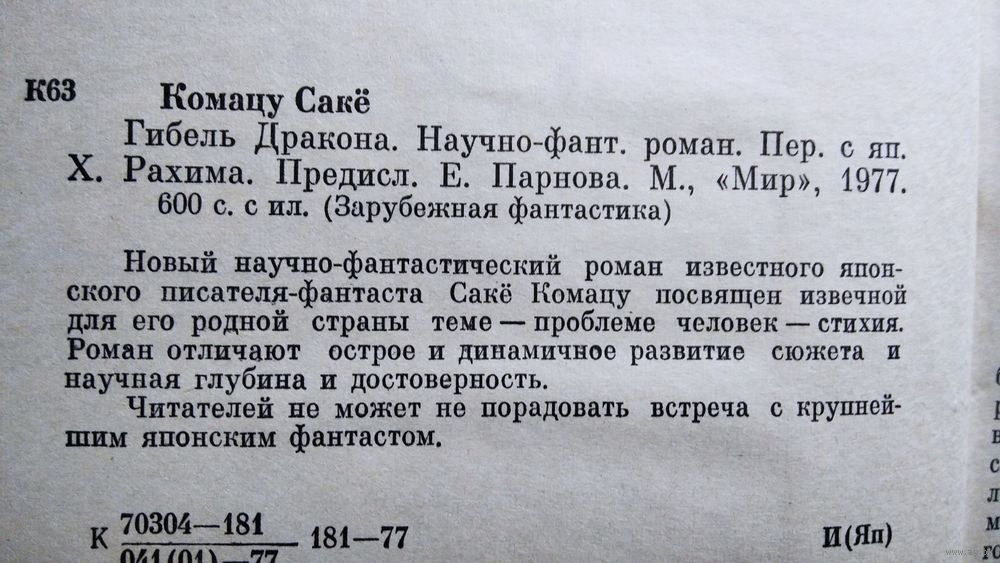 К63 Комацу Сакё
Гибель Дракона. Научно-фант. роман. Пер. с яп.
Х. Рахима. Предисл. Е. Парнова. М., «Мир», 1977.
600 с. с ил. (Зарубежная фантастика)
Новый научно-фантастический роман известного япон-
ского писателя-фантаста Сакё Комацу посвящен извечной
для его родной страны теме — проблеме человек — стихия.
Роман отличают острое и динамичное развитие сюжета и
научная глубина и достоверность.
Читателей не может не порадовать встреча с крупней-
шим японским фантастом.
К 70304—181
041(01)—77
181—77
И(Яп)